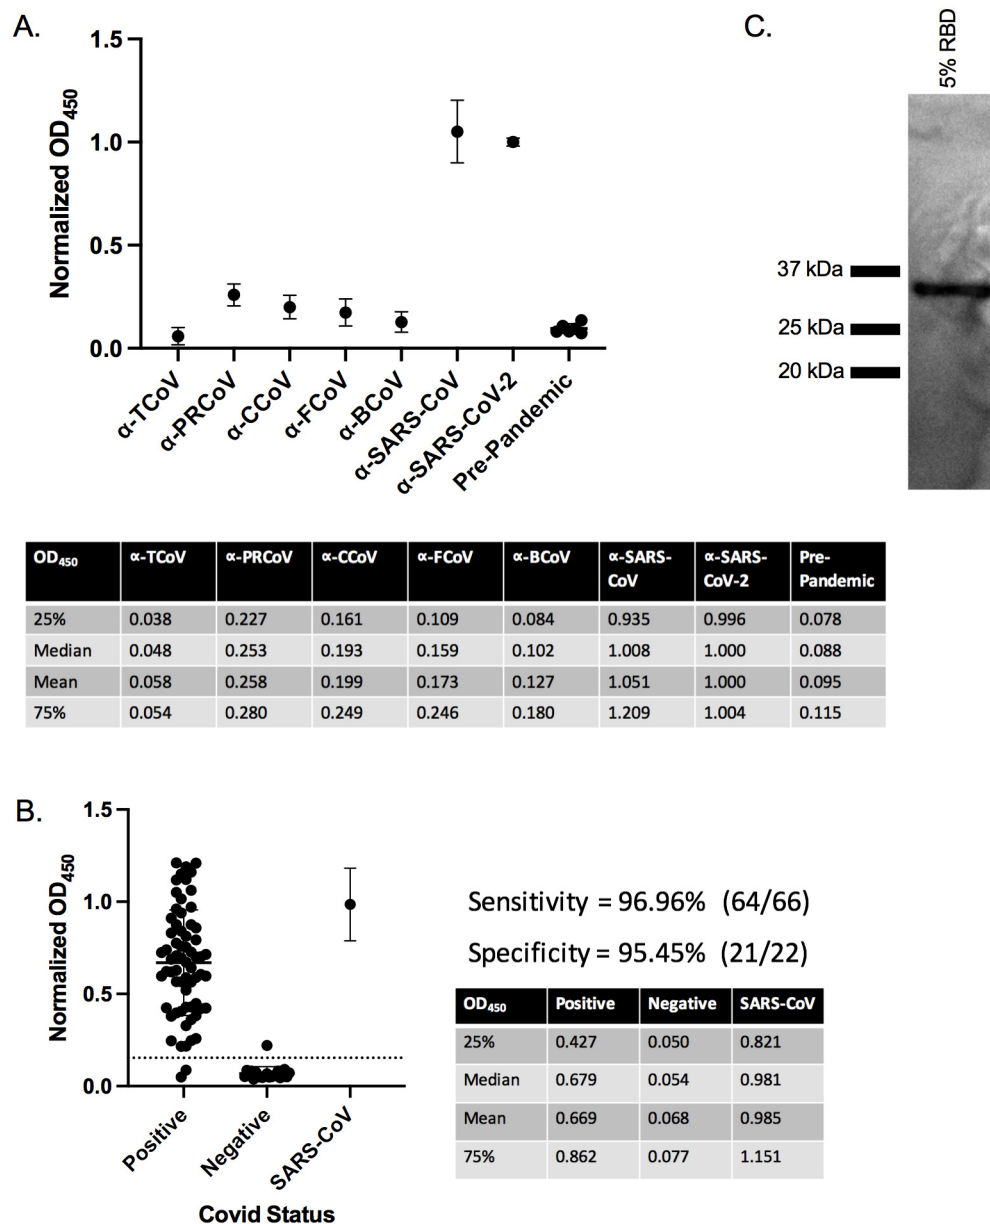 A.
Normalized OD450
1.5
1.0
0.5
0.0
α-TCoV
α-PRCoV
α-CCoV
α-FCoV
α-BCoV
α-SARS-CoV
α-SARS-CoV-2
Pre-Pandemic
C.
5% RBD
37 kDa
25 kDa
20 kDa
OD450 α-TCoV α-PRCoV α-CCoV α-FCoV α-BCoV α-SARS-CoV α-SARS-CoV-2 Pre-Pandemic
25% 0.038 0.227 0.161 0.109 0.084 0.935 0.996 0.078
Median 0.048 0.253 0.193 0.159 0.102 1.008 1.000 0.088
Mean 0.058 0.258 0.199 0.173 0.127 1.051 1.000 0.095
75% 0.054 0.280 0.249 0.246 0.180 1.209 1.004 0.115
B.
Normalized OD450
1.5
1.0
0.5
0.0
Positive
Negative
SARS-CoV
Covid Status
Sensitivity = 96.96% (64/66)
Specificity = 95.45% (21/22)
OD450 Positive Negative SARS-CoV
25% 0.427 0.050 0.821
Median 0.679 0.054 0.981
Mean 0.669 0.068 0.985
75% 0.862 0.077 1.151